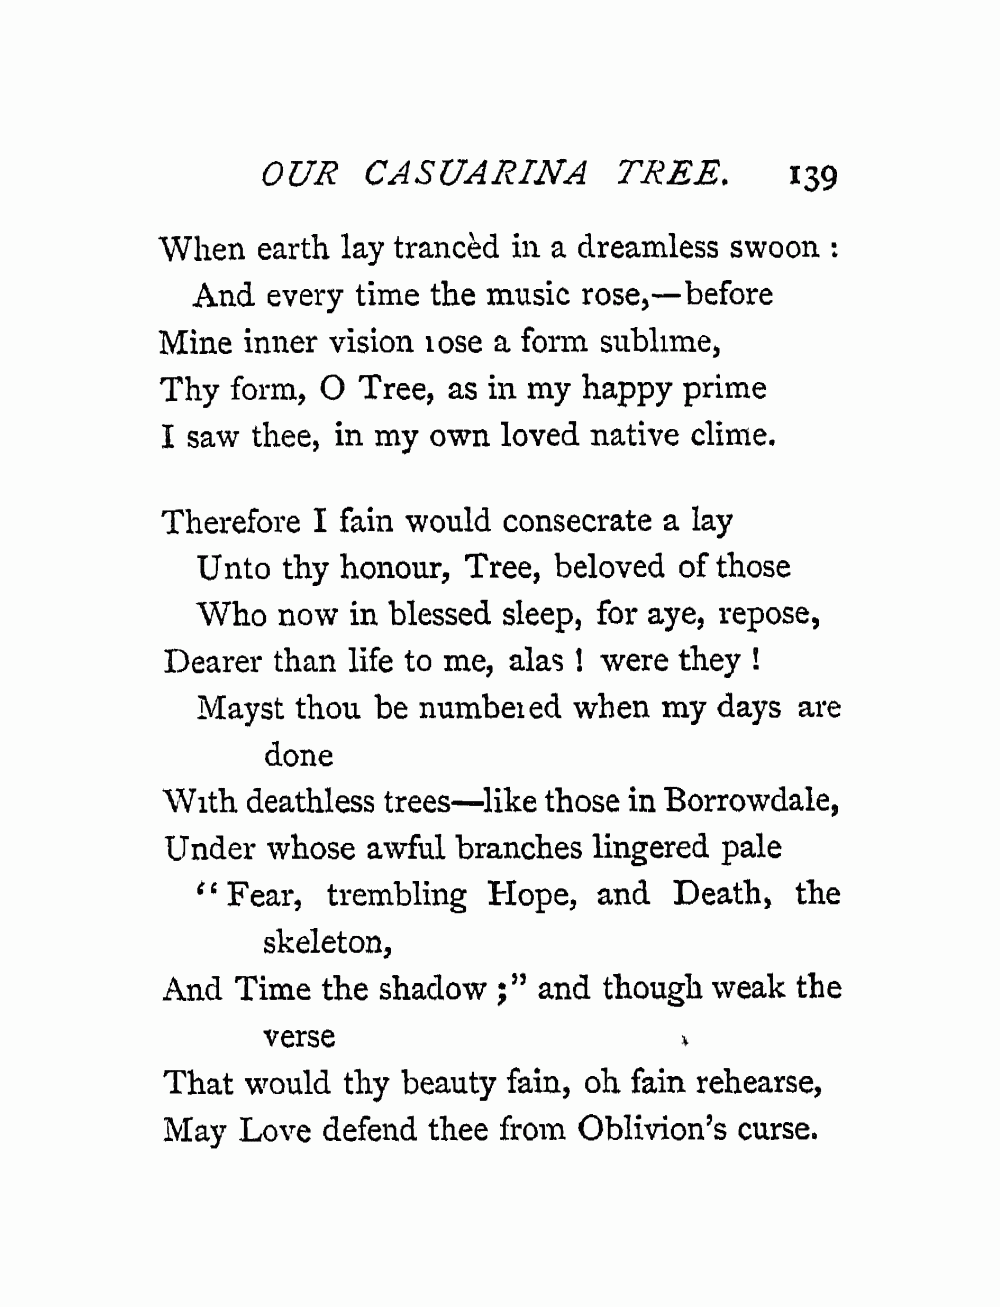 OUR CASUARINA TREE. 139
When earth lay trancèd in a dreamless swoon :
And every time the music rose,—before
Mine inner vision rose a form sublime,
Thy form, O Tree, as in my happy prime
I saw thee, in my own loved native clime.
Therefore I fain would consecrate a lay
Unto thy honour, Tree, beloved of those
Who now in blessed sleep, for aye, repose,
Dearer than life to me, alas ! were they !
Mayst thou be numbered when my days are
done
With deathless trees—like those in Borrowdale,
Under whose awful branches lingered pale
“Fear, trembling Hope, and Death, the
skeleton,
And Time the shadow ;” and though weak the
verse
That would thy beauty fain, oh fain rehearse,
May Love defend thee from Oblivion’s curse.